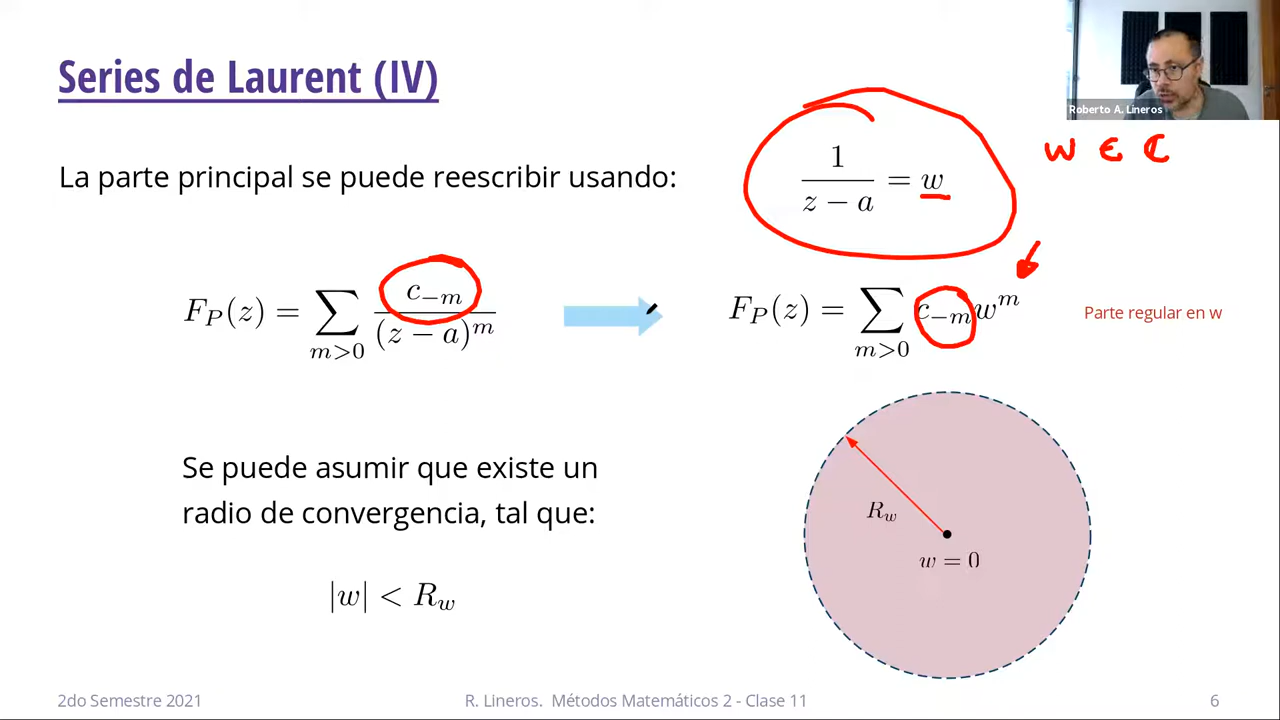 Series de Laurent (IV)
Roberto A. Lineros
w ∈ ℂ
La parte principal se puede reescribir usando:
1/(z − a) = w
F_P(z) = ∑_{m>0} c_{−m}/(z − a)^m
F_P(z) = ∑_{m>0} c_{−m} w^m
Parte regular en w
Se puede asumir que existe un
radio de convergencia, tal que:
|w| < R_w
R_w
w = 0
2do Semestre 2021
R. Lineros. Métodos Matemáticos 2 - Clase 11
6